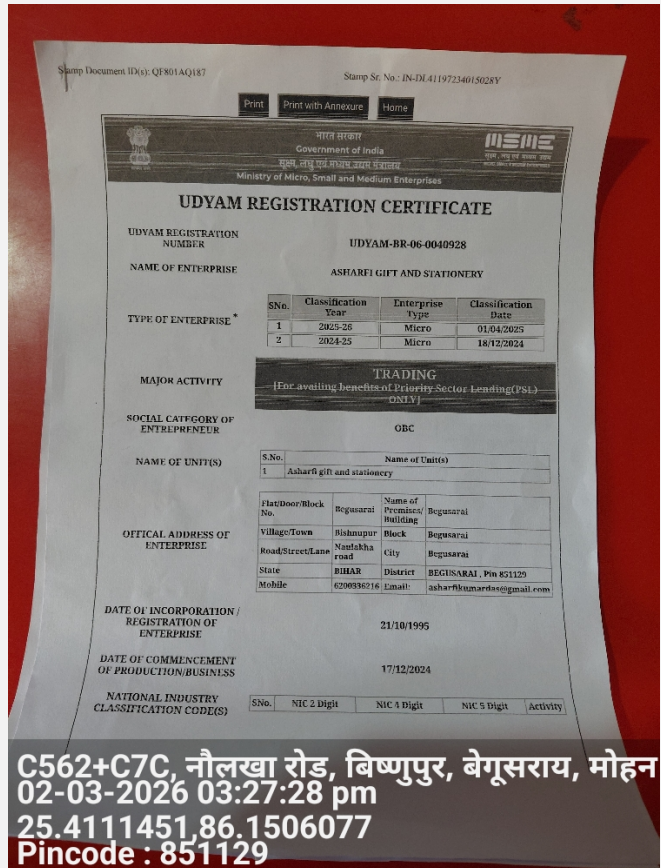 Stamp Document ID(s): QF801AQ187
Stamp Sr. No.: IN-DL41197234015028Y
Print Print with Annexure Home
भारत सरकार
Government of India
सूक्ष्म, लघु एवं मध्यम उद्यम मंत्रालय
Ministry of Micro, Small and Medium Enterprises
MSME
UDYAM REGISTRATION CERTIFICATE
UDYAM REGISTRATION NUMBER UDYAM-BR-06-0040928
NAME OF ENTERPRISE ASHARFI GIFT AND STATIONERY
TYPE OF ENTERPRISE *
SNo. Classification Year Enterprise Type Classification Date
1 2025-26 Micro 01/04/2025
2 2024-25 Micro 18/12/2024
MAJOR ACTIVITY
TRADING
[For availing benefits of Priority Sector Lending(PSL) ONLY]
SOCIAL CATEGORY OF ENTREPRENEUR OBC
NAME OF UNIT(S)
S.No. Name of Unit(s)
1 Asharfi gift and stationery
OFFICAL ADDRESS OF ENTERPRISE
Flat/Door/Block No. Begusarai Name of Premises/ Building Begusarai
Village/Town Bishnupur Block Begusarai
Road/Street/Lane Naulakha road City Begusarai
State BIHAR District BEGUSARAI , Pin 851129
Mobile 6200336216 Email: asharfikumardas@gmail.com
DATE OF INCORPORATION / REGISTRATION OF ENTERPRISE 21/10/1995
DATE OF COMMENCEMENT OF PRODUCTION/BUSINESS 17/12/2024
NATIONAL INDUSTRY CLASSIFICATION CODE(S)
SNo. NIC 2 Digit NIC 4 Digit NIC 5 Digit Activity
C562+C7C, नौलखा रोड, बिष्णुपुर, बेगूसराय, मोहन
02-03-2026 03:27:28 pm
25.4111451,86.1506077
Pincode : 851129